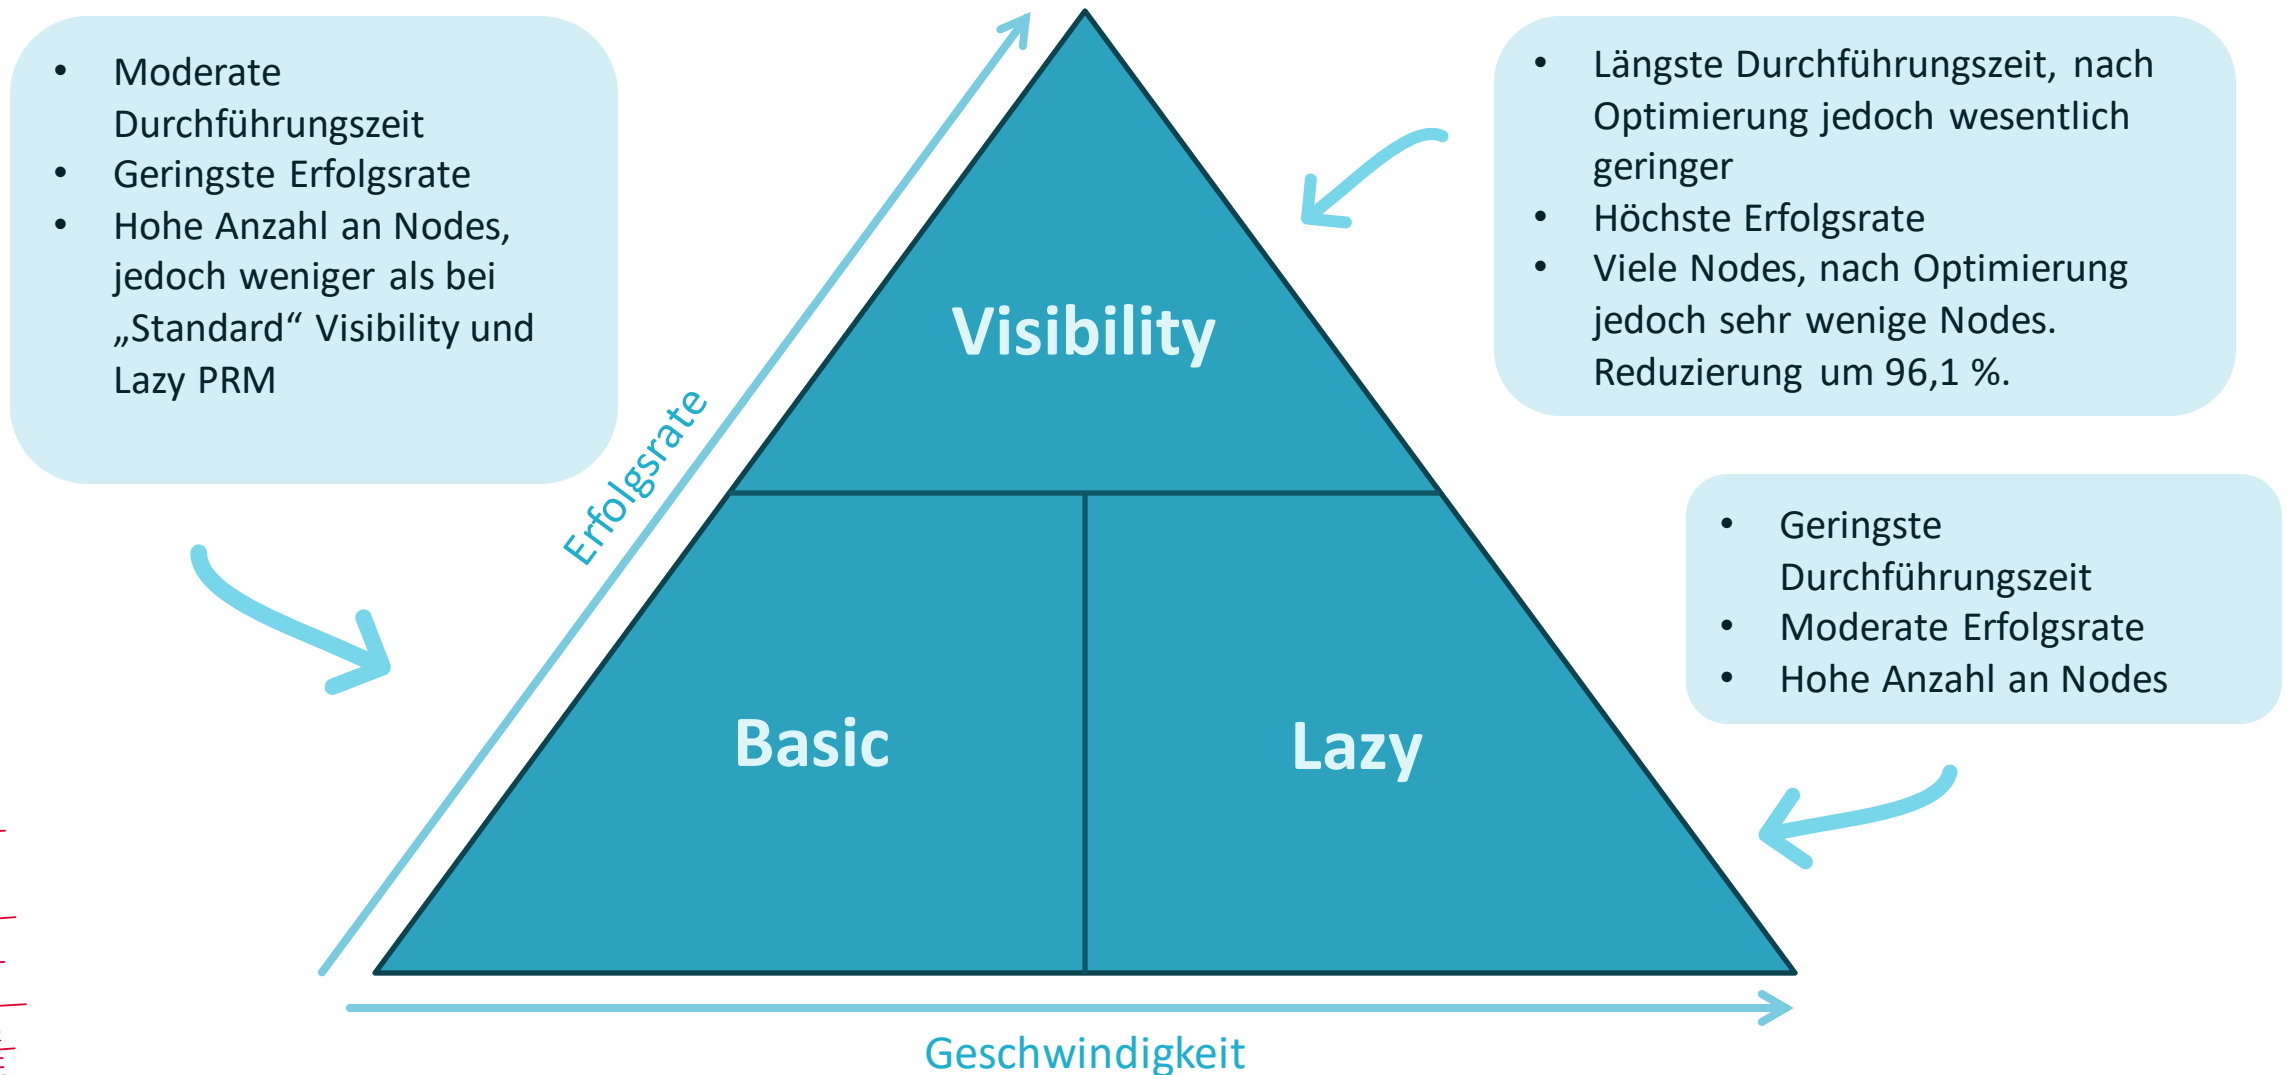 • Moderate
Durchführungszeit
• Geringste Erfolgsrate
• Hohe Anzahl an Nodes,
jedoch weniger als bei
„Standard“ Visibility und
Lazy PRM
• Längste Durchführungszeit, nach
Optimierung jedoch wesentlich
geringer
• Höchste Erfolgsrate
• Viele Nodes, nach Optimierung
jedoch sehr wenige Nodes.
Reduzierung um 96,1 %.
Visibility
Erfolgsrate
• Geringste
Durchführungszeit
• Moderate Erfolgsrate
• Hohe Anzahl an Nodes
Basic
Lazy
Geschwindigkeit